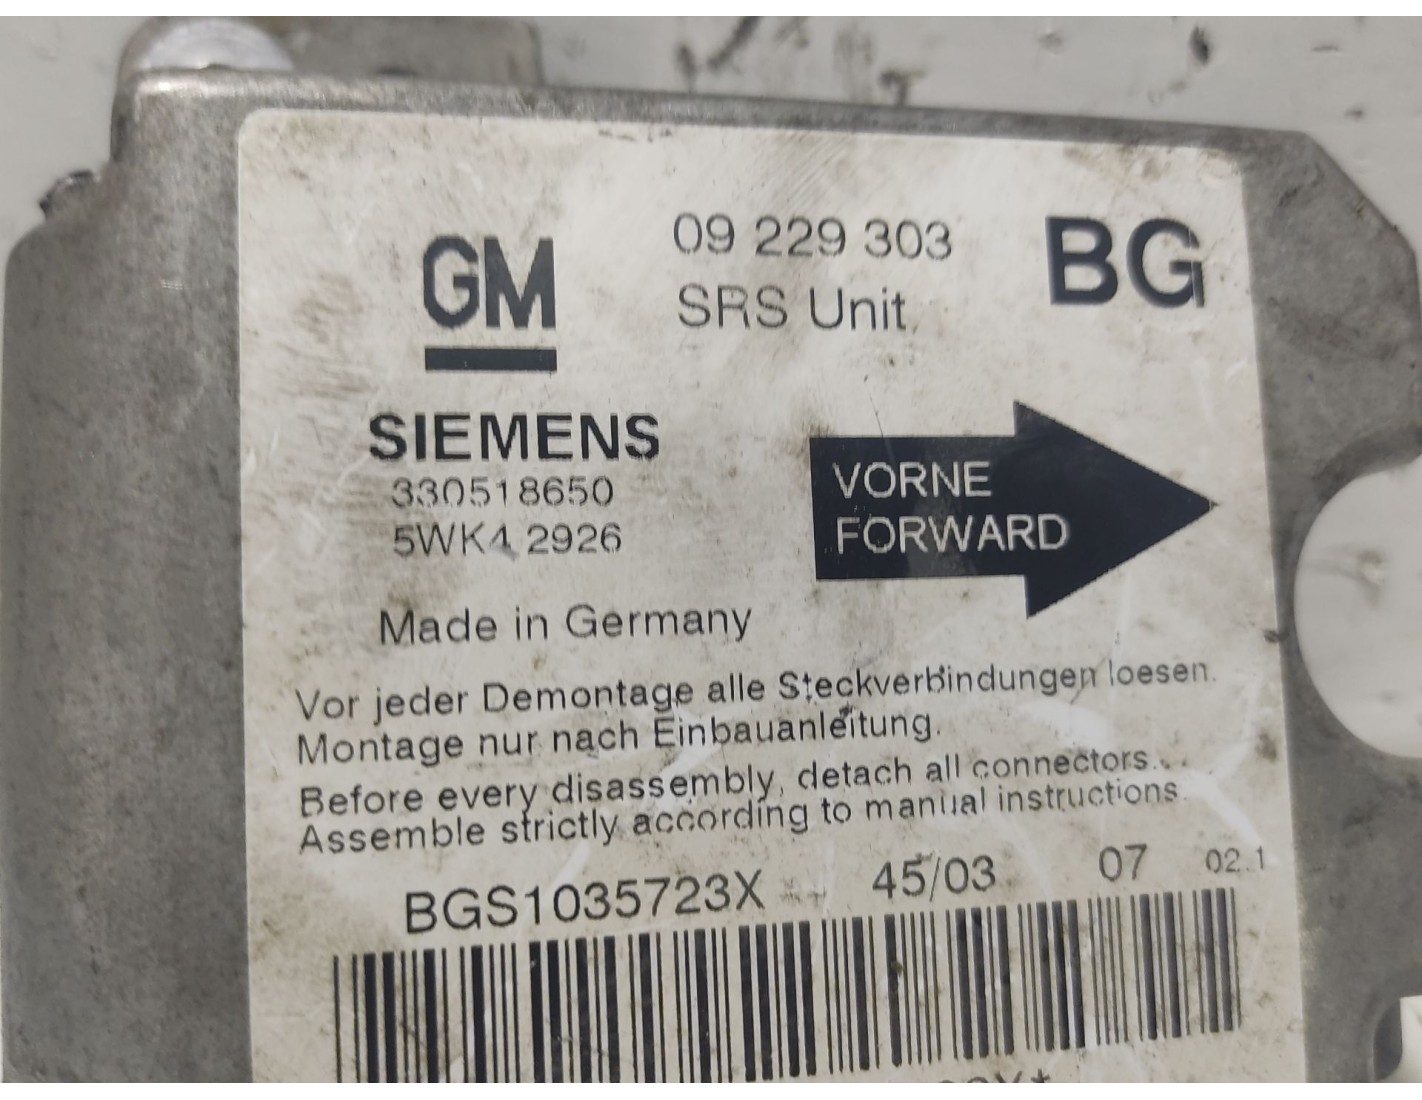 GM
09 229 303
SRS Unit
BG
SIEMENS
330518650
5WK4 2926
VORNE
FORWARD
Made in Germany
Vor jeder Demontage alle Steckverbindungen loesen.
Montage nur nach Einbauanleitung.
Before every disassembly, detach all connectors.
Assemble strictly according to manual instructions.
BGS1035723X 45/03 07 02.1